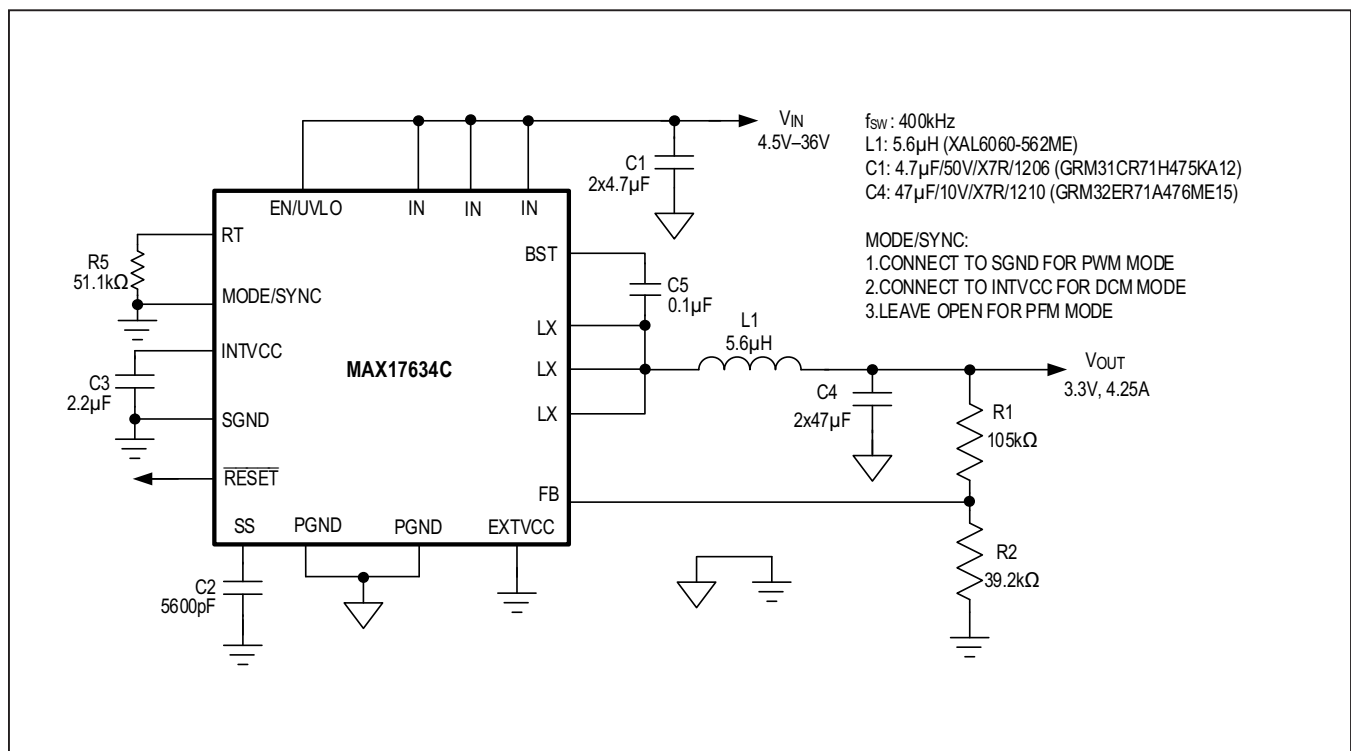 VIN
4.5V–36V
C1
2x4.7µF
fSW : 400kHz
L1: 5.6µH (XAL6060-562ME)
C1: 4.7µF/50V/X7R/1206 (GRM31CR71H475KA12)
C4: 47µF/10V/X7R/1210 (GRM32ER71A476ME15)
MODE/SYNC:
1.CONNECT TO SGND FOR PWM MODE
2.CONNECT TO INTVCC FOR DCM MODE
3.LEAVE OPEN FOR PFM MODE
EN/UVLO
IN
IN
IN
RT
R5
51.1kΩ
MODE/SYNC
INTVCC
C3
2.2µF
SGND
RESET
MAX17634C
BST
C5
0.1µF
LX
LX
LX
L1
5.6µH
VOUT
3.3V, 4.25A
C4
2x47µF
R1
105kΩ
FB
R2
39.2kΩ
SS
PGND
PGND
EXTVCC
C2
5600pF